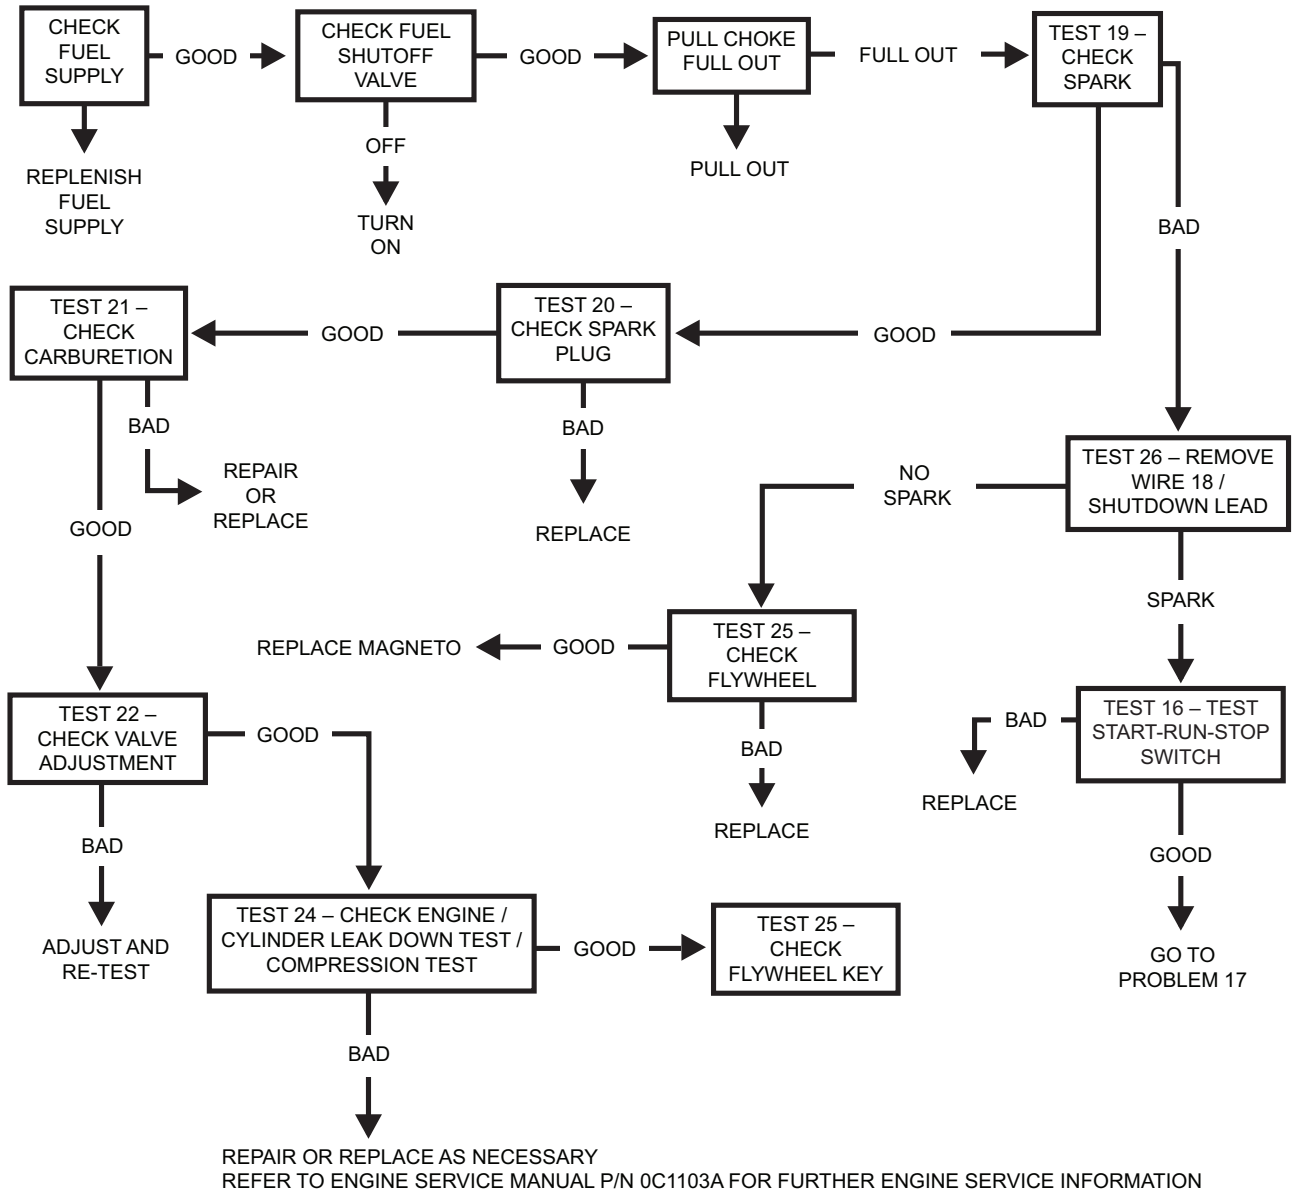 CHECK
FUEL
SUPPLY
GOOD
CHECK FUEL
SHUTOFF
VALVE
GOOD
PULL CHOKE
FULL OUT
FULL OUT
TEST 19 –
CHECK
SPARK
REPLENISH
FUEL
SUPPLY
OFF
TURN
ON
PULL OUT
BAD
TEST 21 –
CHECK
CARBURETION
GOOD
TEST 20 –
CHECK SPARK
PLUG
GOOD
BAD
REPAIR
OR
REPLACE
GOOD
BAD
REPLACE
NO
SPARK
TEST 26 – REMOVE
WIRE 18 /
SHUTDOWN LEAD
SPARK
REPLACE MAGNETO
GOOD
TEST 25 –
CHECK
FLYWHEEL
BAD
REPLACE
BAD
TEST 16 – TEST
START-RUN-STOP
SWITCH
REPLACE
GOOD
GO TO
PROBLEM 17
TEST 22 –
CHECK VALVE
ADJUSTMENT
GOOD
BAD
ADJUST AND
RE-TEST
TEST 24 – CHECK ENGINE /
CYLINDER LEAK DOWN TEST /
COMPRESSION TEST
GOOD
TEST 25 –
CHECK
FLYWHEEL KEY
BAD
REPAIR OR REPLACE AS NECESSARY
REFER TO ENGINE SERVICE MANUAL P/N 0C1103A FOR FURTHER ENGINE SERVICE INFORMATION